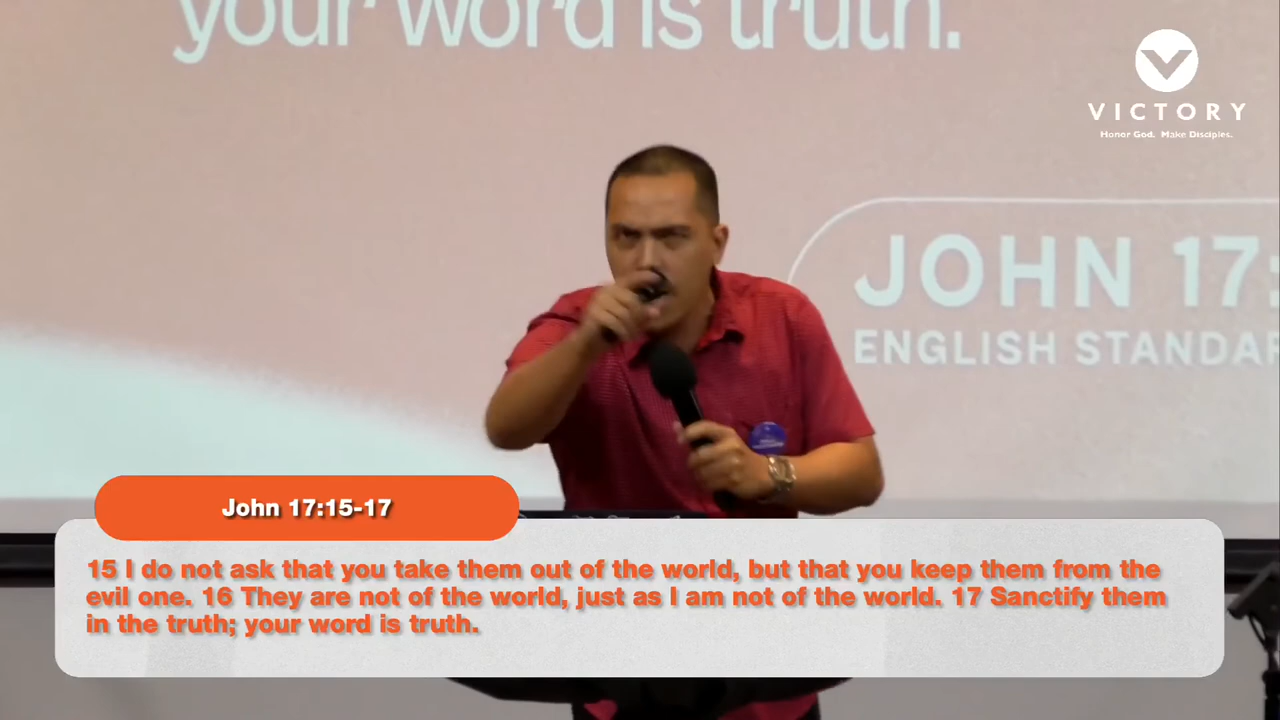 your word is truth.
VICTORY
Honor God. Make Disciples.
JOHN 17:
ENGLISH STANDAR
John 17:15-17
15 I do not ask that you take them out of the world, but that you keep them from the
evil one. 16 They are not of the world, just as I am not of the world. 17 Sanctify them
in the truth; your word is truth.